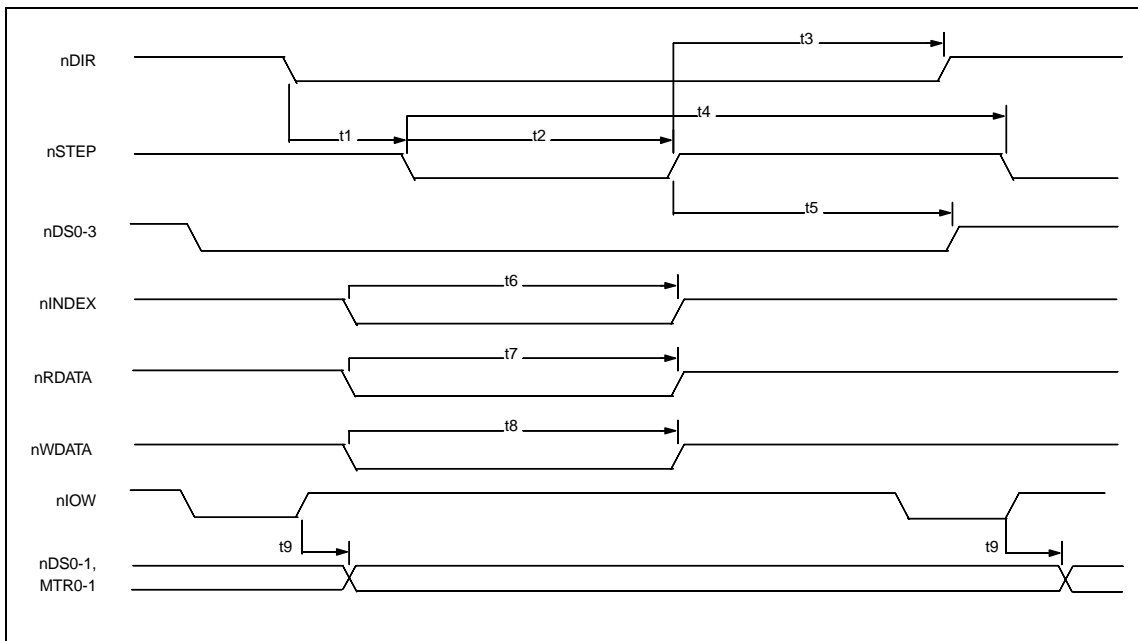 t3
nDIR
t4
t1
t2
nSTEP
t5
nDS0-3
t6
nINDEX
t7
nRDATA
t8
nWDATA
nIOW
t9
t9
nDS0-1,
MTR0-1